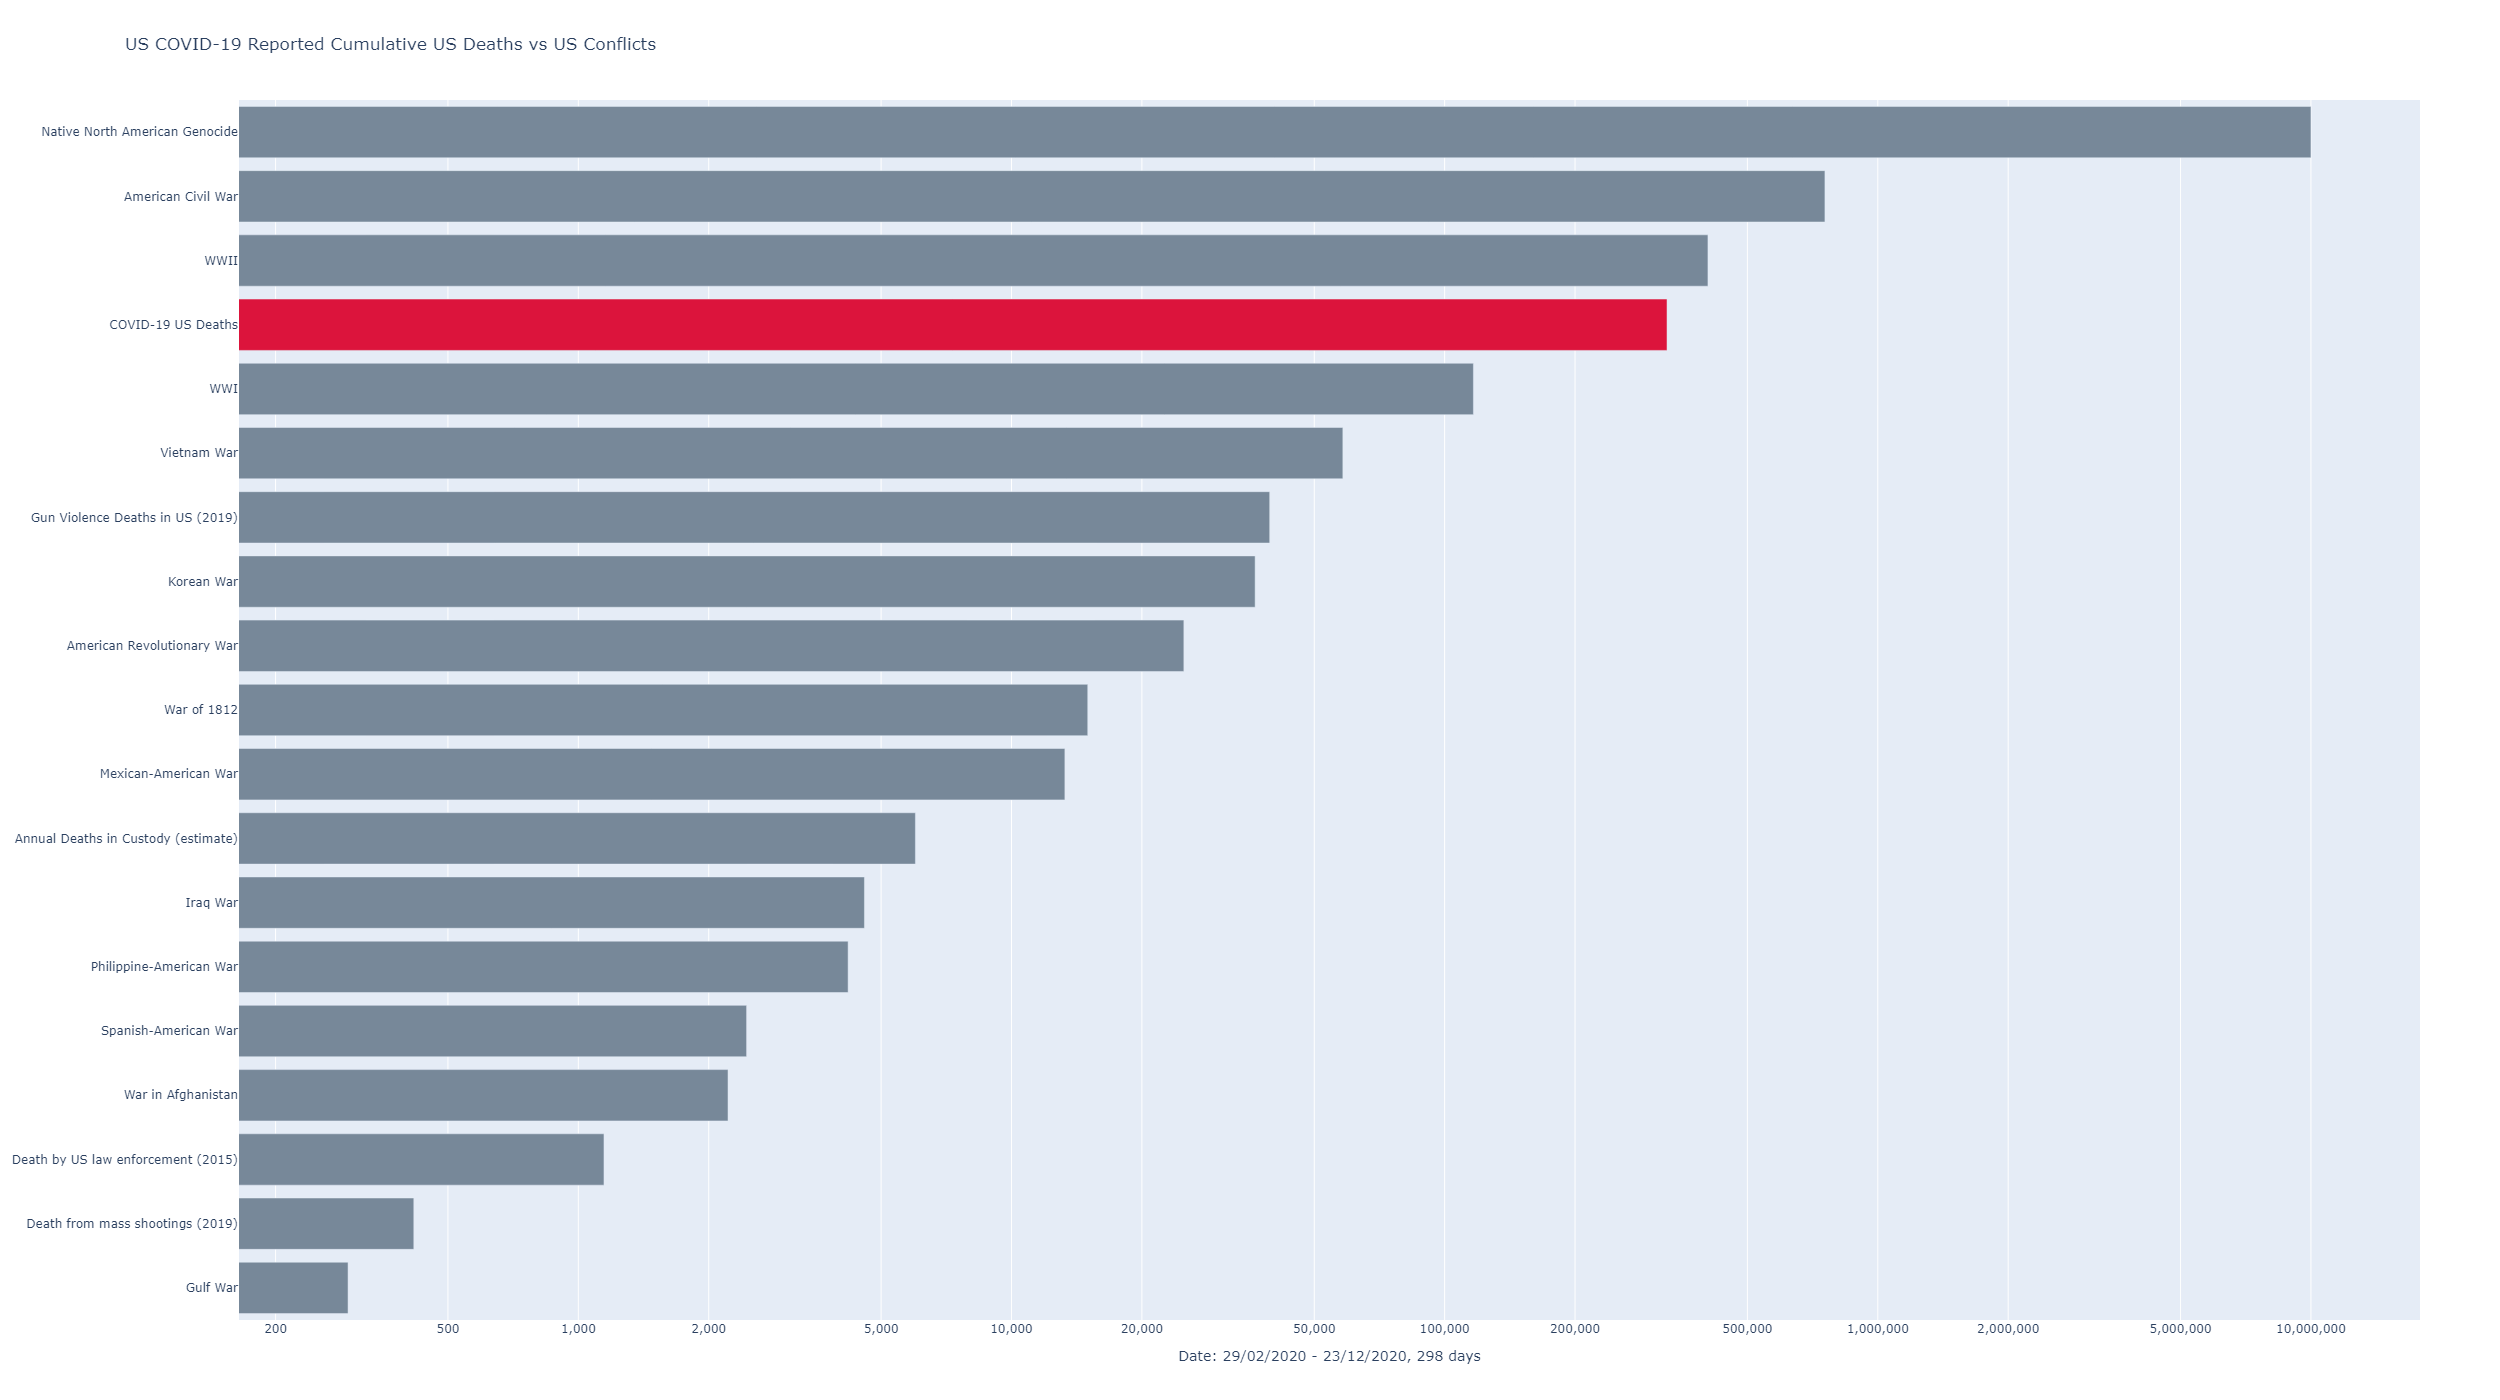 US COVID-19 Reported Cumulative US Deaths vs US Conflicts
Native North American Genocide
American Civil War
WWII
COVID-19 US Deaths
WWI
Vietnam War
Gun Violence Deaths in US (2019)
Korean War
American Revolutionary War
War of 1812
Mexican-American War
Annual Deaths in Custody (estimate)
Iraq War
Philippine-American War
Spanish-American War
War in Afghanistan
Death by US law enforcement (2015)
Death from mass shootings (2019)
Gulf War
200 500 1,000 2,000 5,000 10,000 20,000 50,000 100,000 200,000 500,000 1,000,000 2,000,000 5,000,000 10,000,000
Date: 29/02/2020 - 23/12/2020, 298 days